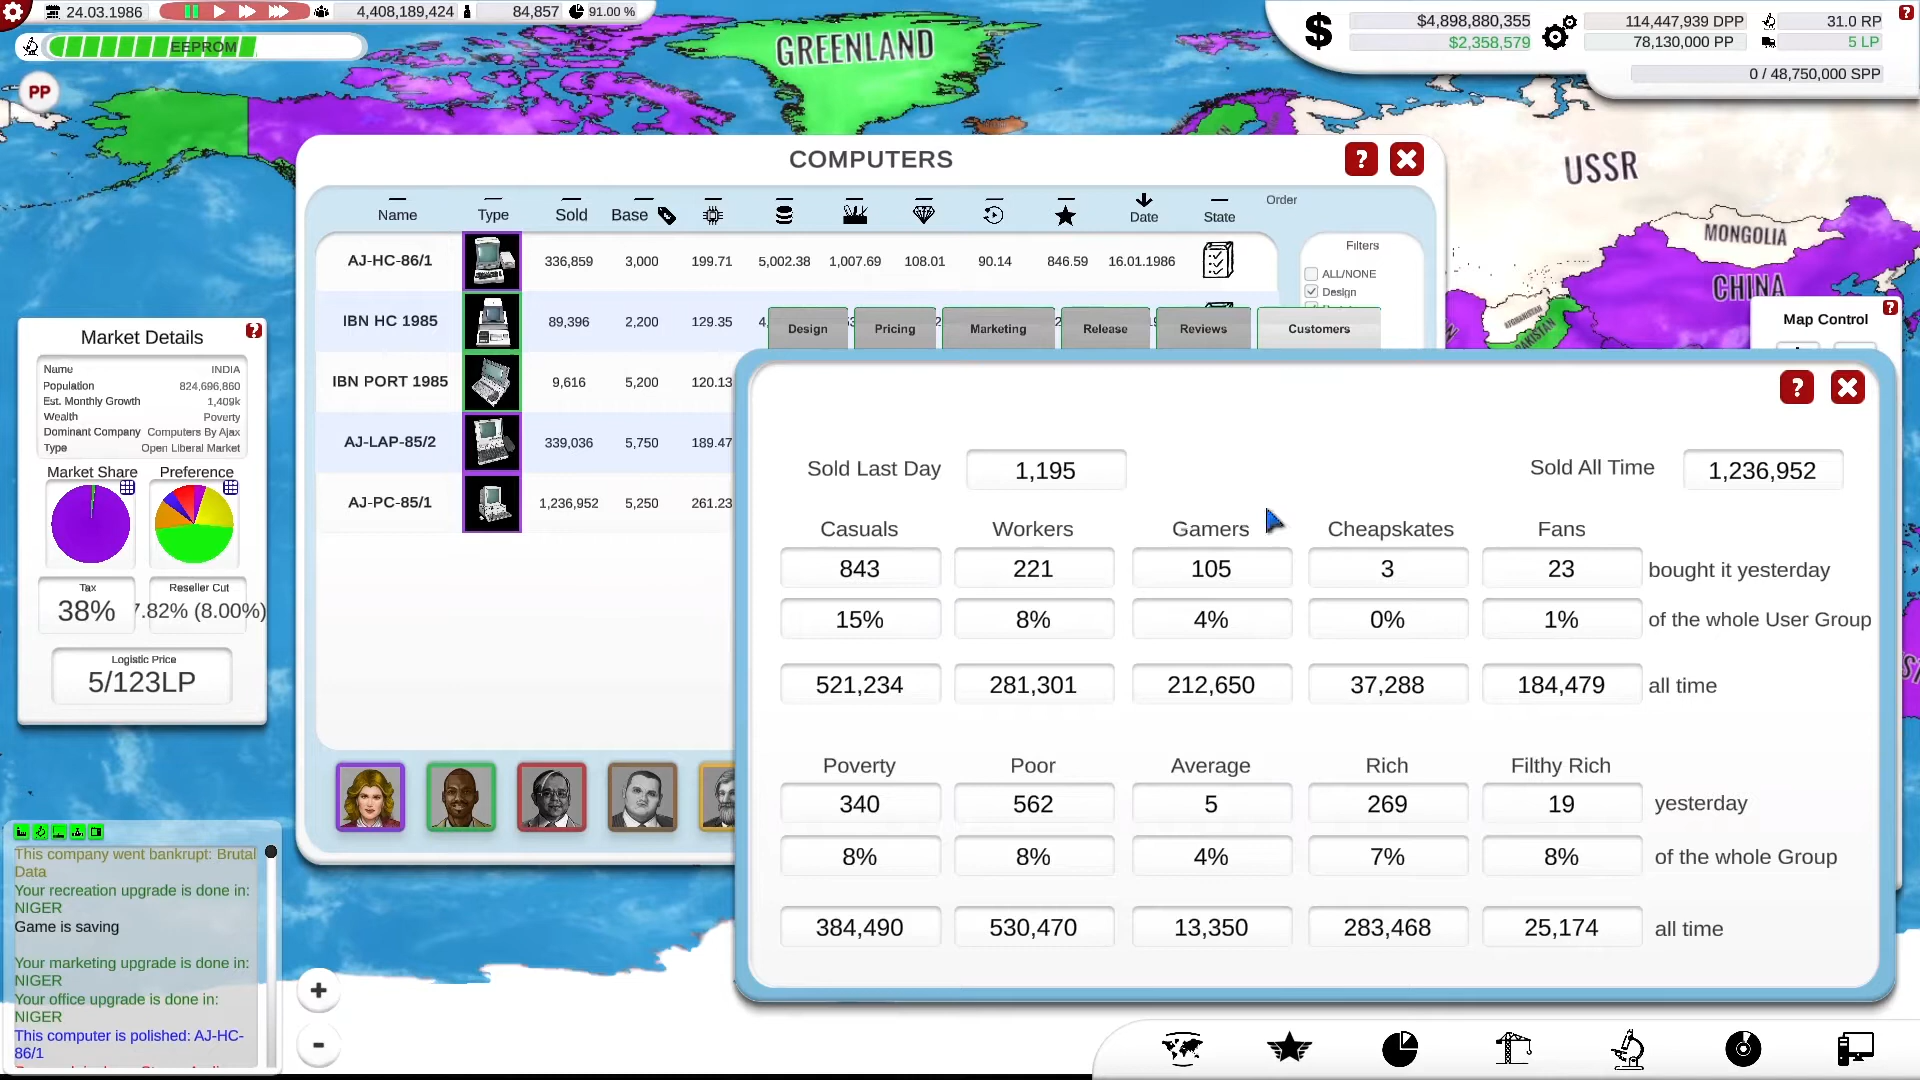 24.03.1986
4,408,189,424
84,857
91.00 %
$ $4,898,880,355
$2,358,579
114,447,939 DPP
78,130,000 PP
31.0 RP
5 LP
0 / 48,750,000 SPP
EEPROM
PP
GREENLAND
USSR
MONGOLIA
CHINA
AFGHANISTAN
PAKISTAN
COMPUTERS
Name
Type
Sold
Base
Date
State
Order
AJ-HC-86/1 336,859 3,000 199.71 5,002.38 1,007.69 108.01 90.14 846.59 16.01.1986
IBN HC 1985 89,396 2,200 129.35
IBN PORT 1985 9,616 5,200 120.13
AJ-LAP-85/2 339,036 5,750 189.47
AJ-PC-85/1 1,236,952 5,250 261.23
Filters
ALL/NONE
Design
Design
Pricing
Marketing
Release
Reviews
Customers
Sold Last Day 1,195
Sold All Time 1,236,952
Casuals Workers Gamers Cheapskates Fans
843 221 105 3 23 bought it yesterday
15% 8% 4% 0% 1% of the whole User Group
521,234 281,301 212,650 37,288 184,479 all time
Poverty Poor Average Rich Filthy Rich
340 562 5 269 19 yesterday
8% 8% 4% 7% 8% of the whole Group
384,490 530,470 13,350 283,468 25,174 all time
Map Control
Market Details
Name INDIA
Population 824,696,860
Est. Monthly Growth 1,409k
Wealth Poverty
Dominant Company Computers By Ajax
Type Open Liberal Market
Market Share
Preference
Tax
38%
Reseller Cut
7.82% (8.00%)
Logistic Price
5/123LP
This company went bankrupt: Brutal
Data
Your recreation upgrade is done in:
NIGER
Game is saving
Your marketing upgrade is done in:
NIGER
Your office upgrade is done in:
NIGER
This computer is polished: AJ-HC-
86/1
+
-